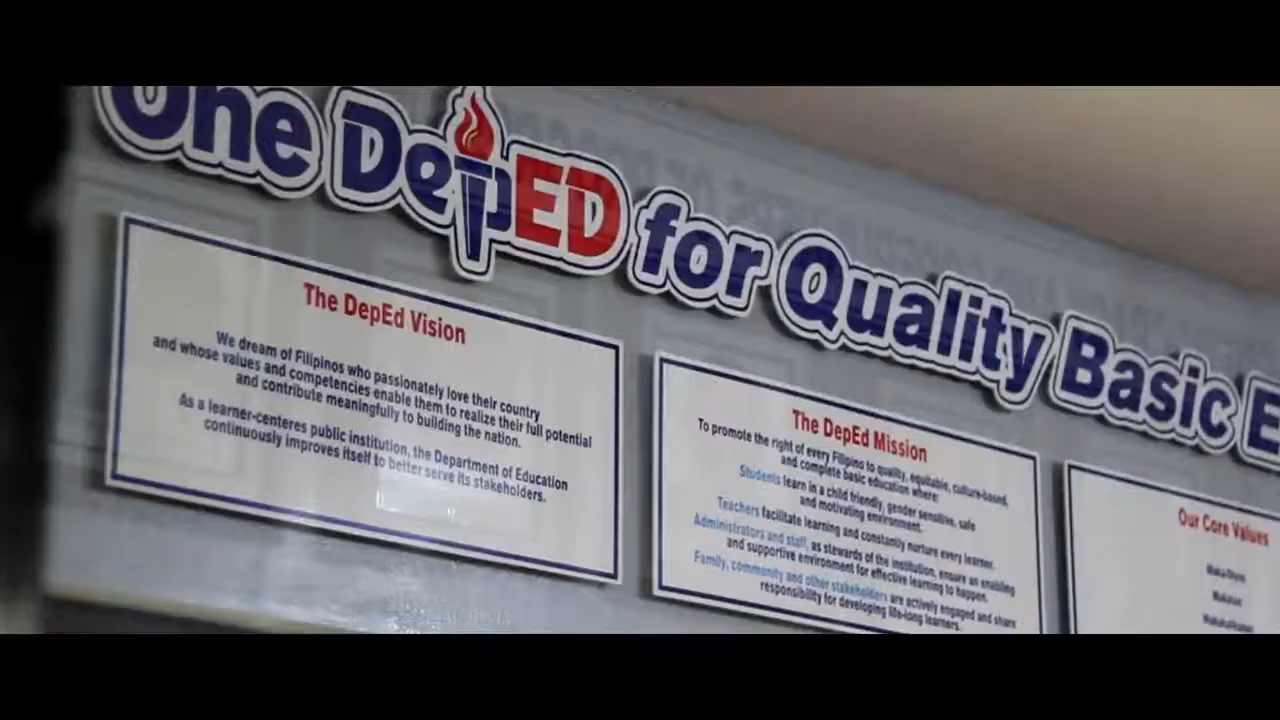 One DepED for Quality Basic E
The DepEd Vision
We dream of Filipinos who passionately love their country
and whose values and competencies enable them to realize their full potential
and contribute meaningfully to building the nation.
As a learner-centeres public institution, the Department of Education
continuously improves itself to better serve its stakeholders.
The DepEd Mission
To promote the right of every Filipino to quality, equitable, culture-based,
and complete basic education where:
Students learn in a child friendly, gender sensitive, safe
and motivating environment.
Teachers facilitate learning and constantly nurture every learner.
Administrators and staff, as stewards of the institution, ensure an enabling
and supportive environment for effective learning to happen.
Family, community and other stakeholders are actively engaged and share
responsibility for developing life-long learners.
Our Core Values
Maka-Diyos
Makatao
Makakalikasan